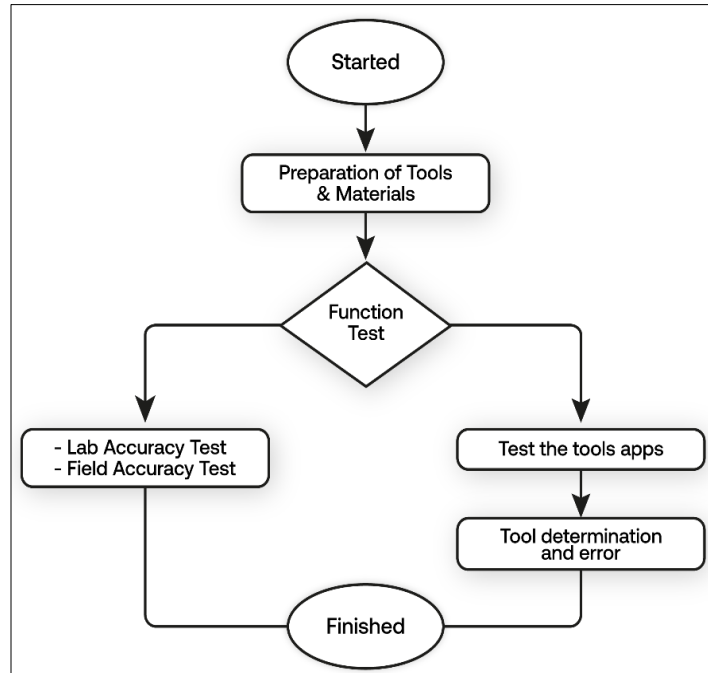 Started
Preparation of Tools
& Materials
Function
Test
- Lab Accuracy Test
- Field Accuracy Test
Test the tools apps
Tool determination
and error
Finished